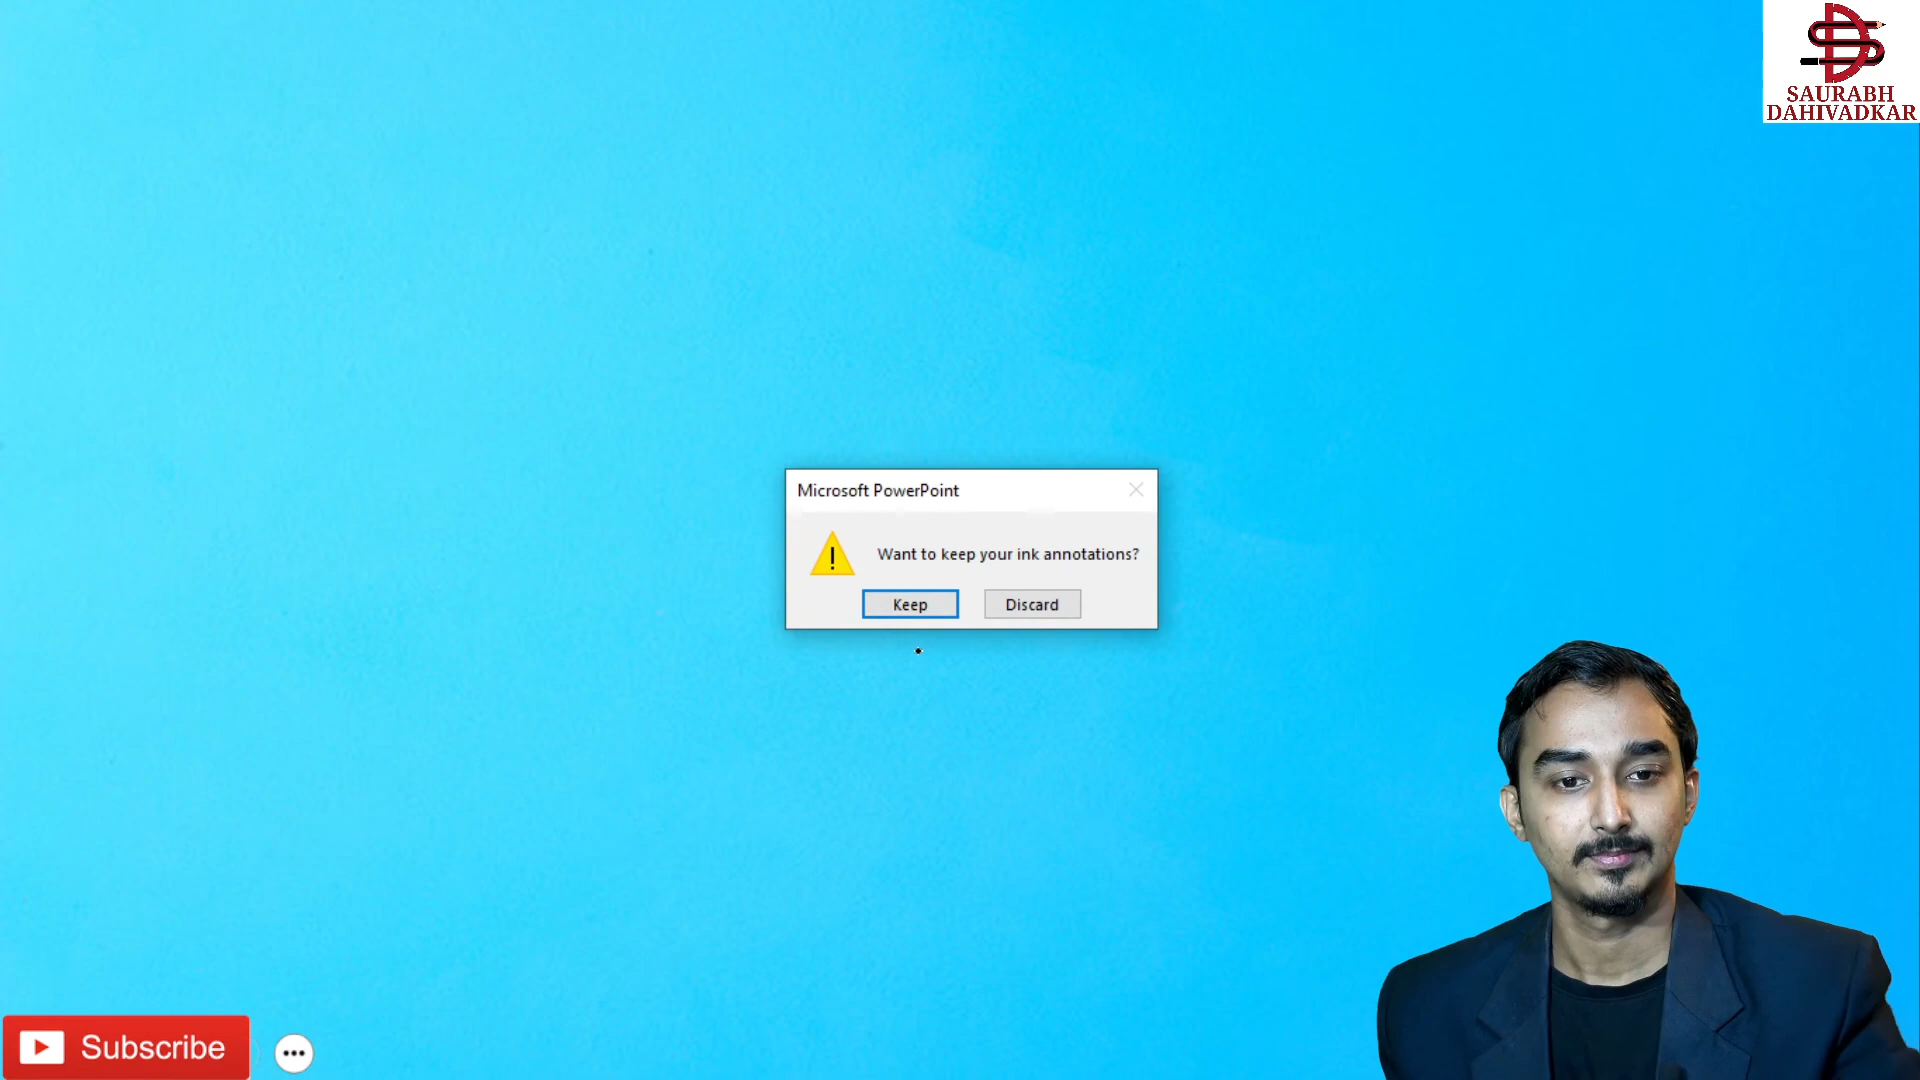 SAURABH
DAHIVADKAR
Microsoft PowerPoint
Want to keep your ink annotations?
Keep
Discard
Subscribe